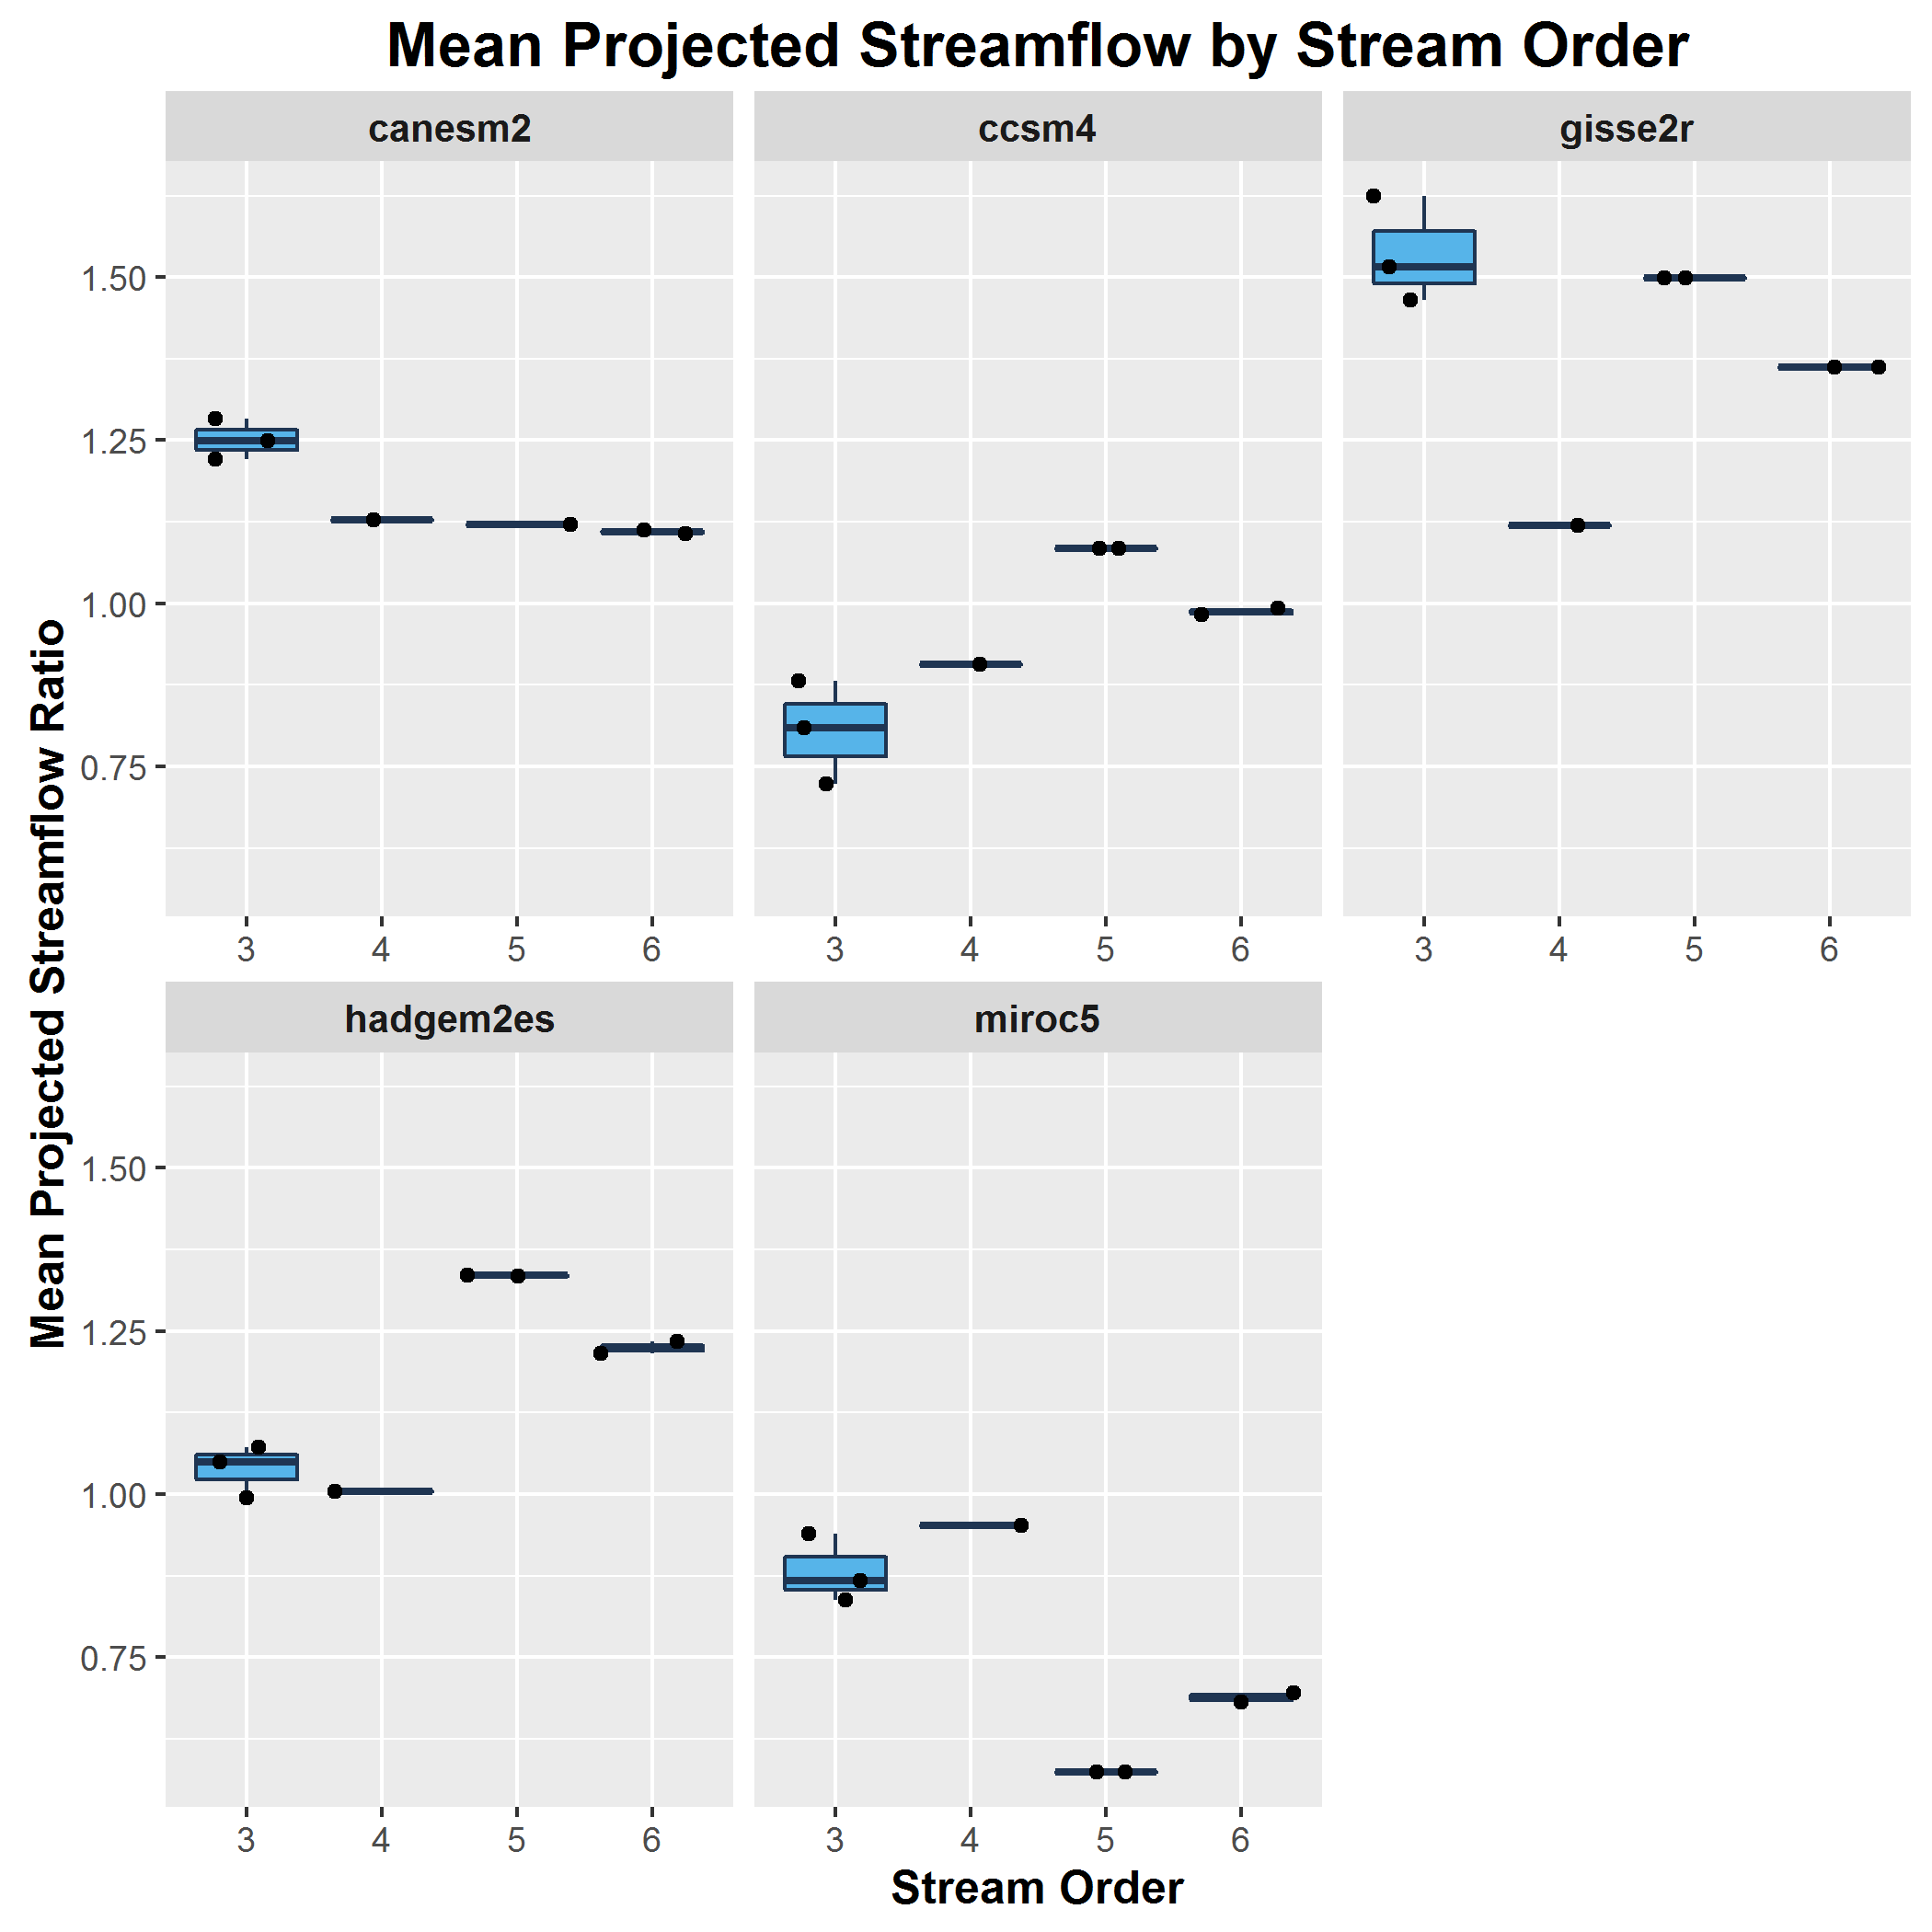 Mean Projected Streamflow by Stream Order
canesm2
ccsm4
gisse2r
1.50
1.25
1.00
0.75
3 4 5 6
3 4 5 6
3 4 5 6
Mean Projected Streamflow Ratio
hadgem2es
miroc5
1.50
1.25
1.00
0.75
3 4 5 6
3 4 5 6
Stream Order